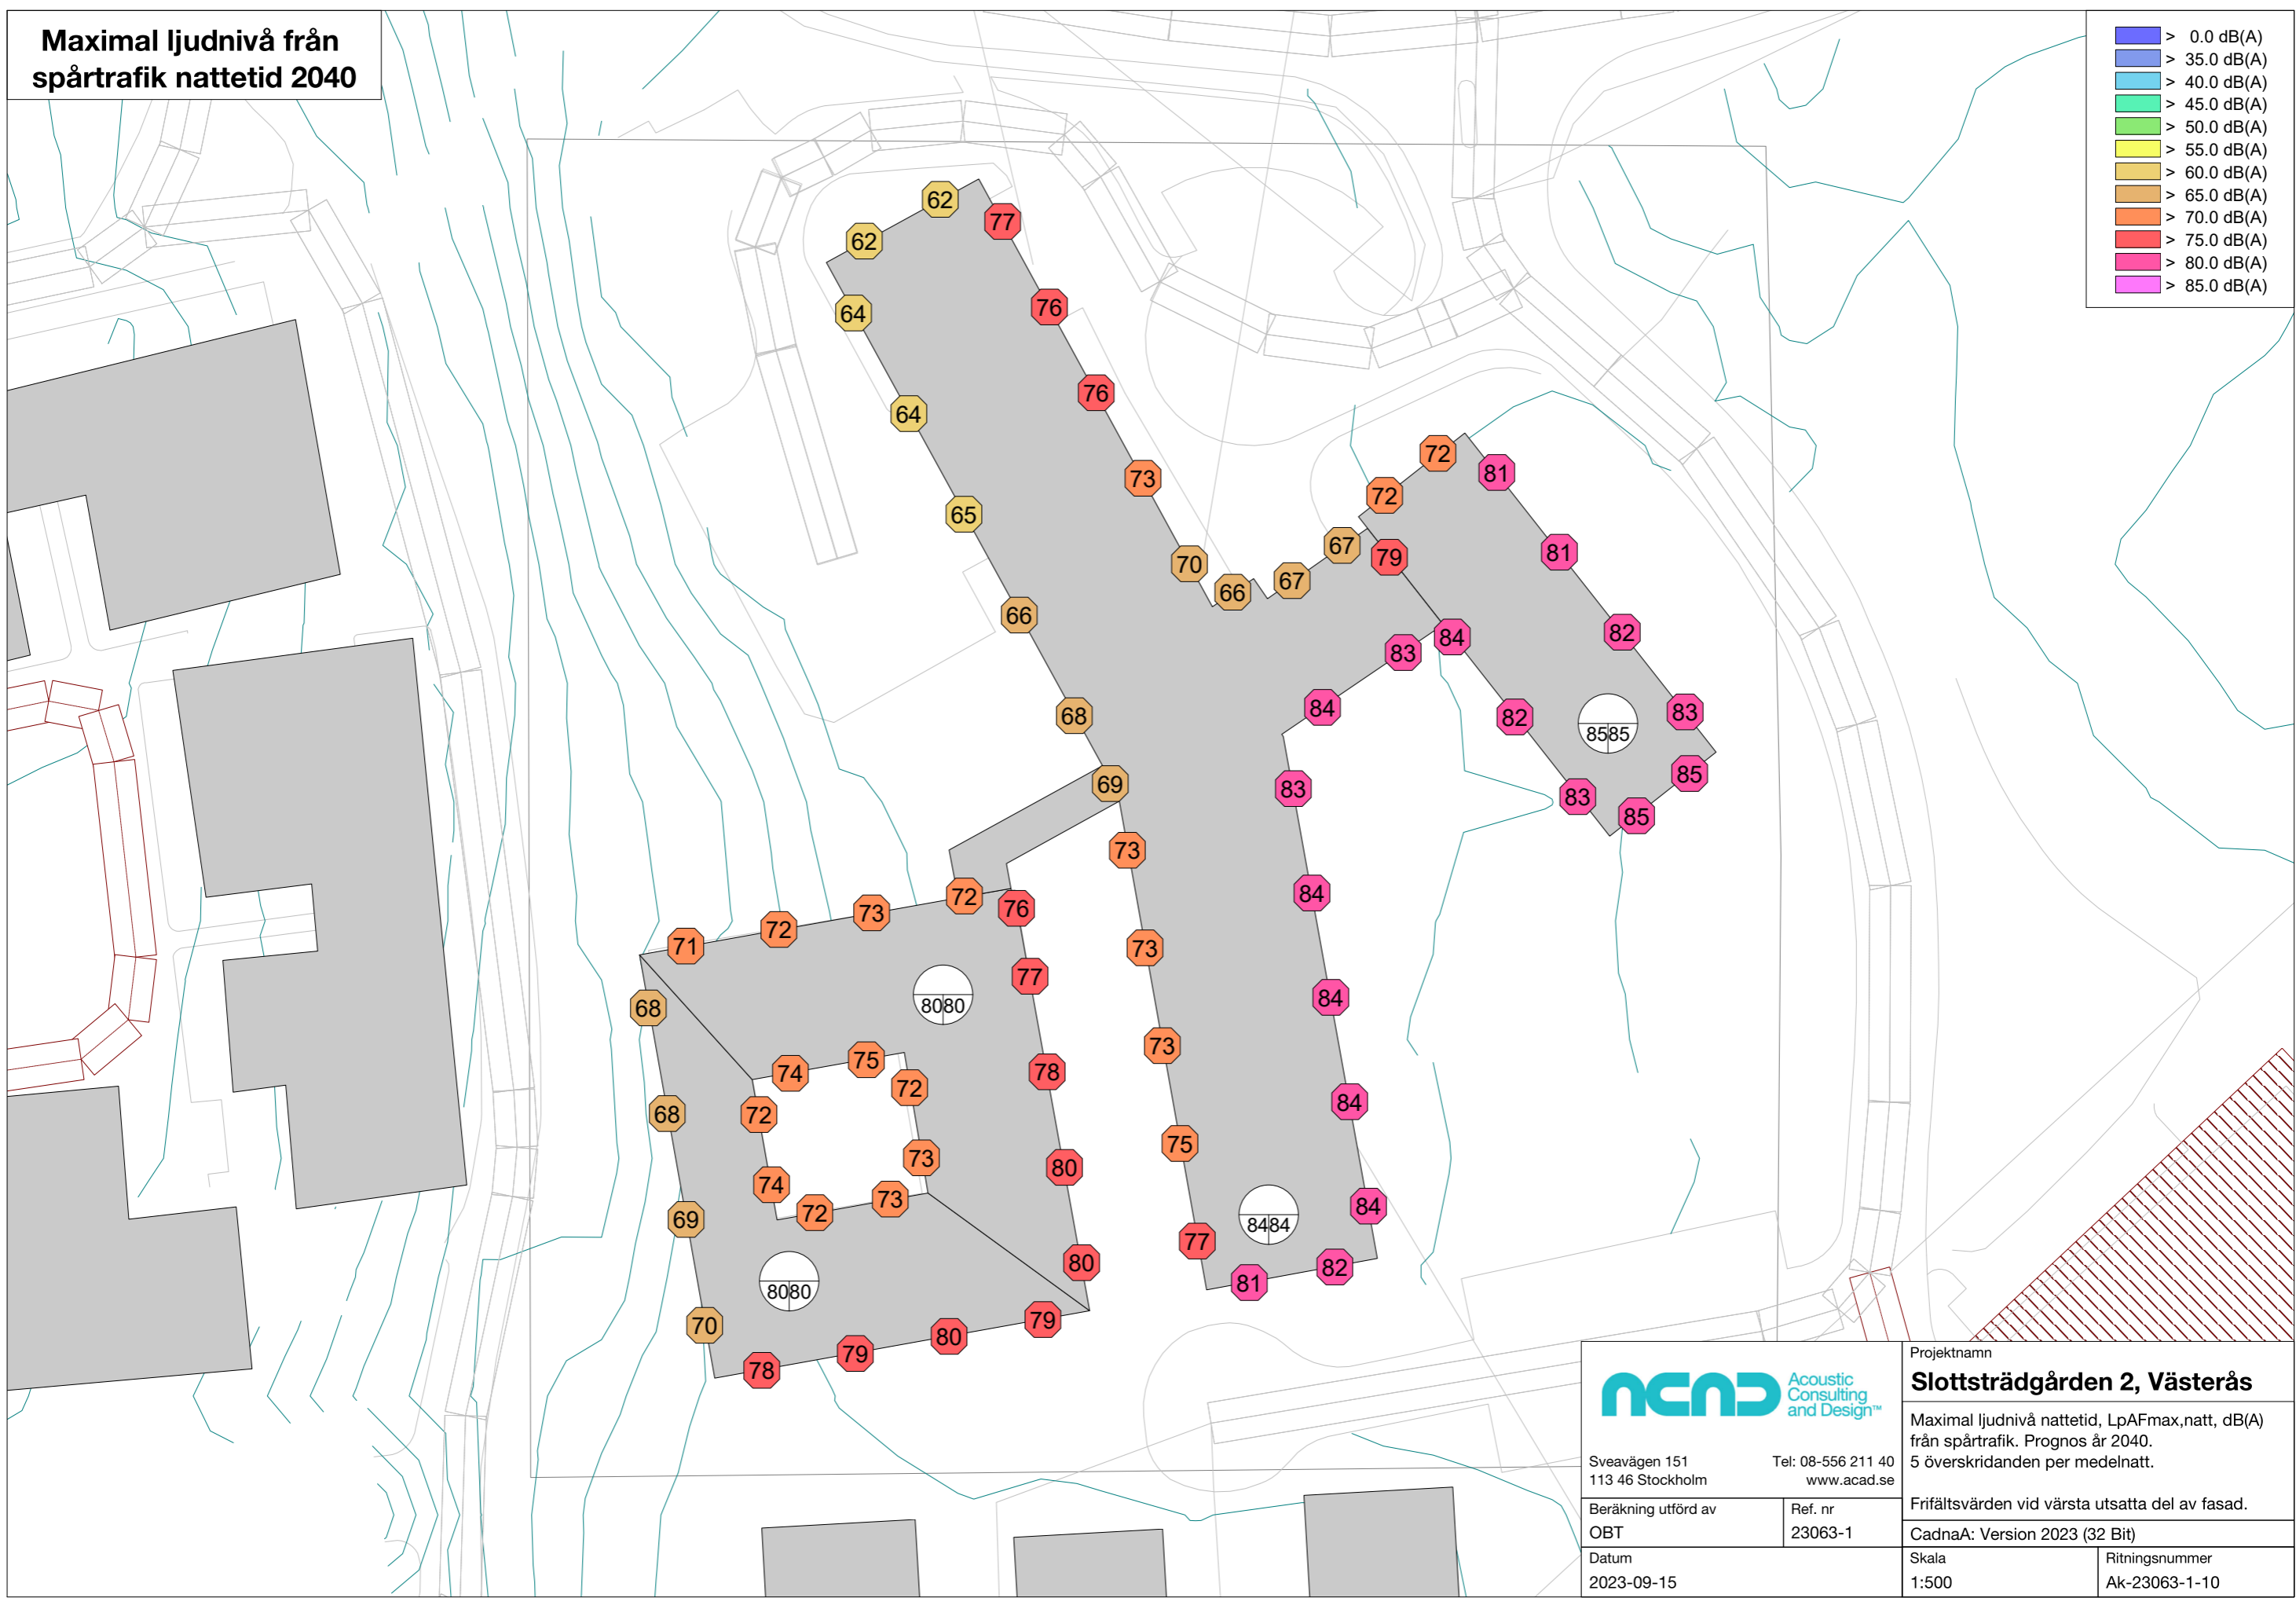 Maximal ljudnivå från
spårtrafik nattetid 2040
> 0.0 dB(A)
> 35.0 dB(A)
> 40.0 dB(A)
> 45.0 dB(A)
> 50.0 dB(A)
> 55.0 dB(A)
> 60.0 dB(A)
> 65.0 dB(A)
> 70.0 dB(A)
> 75.0 dB(A)
> 80.0 dB(A)
> 85.0 dB(A)
62
77
62
76
64
76
64
72
81
73
72
65
67
81
79
70
67
66
66
82
84
83
84
68
82
83
85 85
69
85
83
83
85
73
84
72
76
73
72
71
73
77
84
80 80
68
73
75
78
74
72
84
68
72
75
73
80
74
84
73
72
69
84 84
77
80
82
81
80 80
79
70
80
79
78
acad Acoustic
Consulting
and Design™
Sveavägen 151 Tel: 08-556 211 40
113 46 Stockholm www.acad.se
Beräkning utförd av
OBT
Ref. nr
23063-1
Datum
2023-09-15
Projektnamn
Slottsträdgården 2, Västerås
Maximal ljudnivå nattetid, LpAFmax,natt, dB(A)
från spårtrafik. Prognos år 2040.
5 överskridanden per medelnatt.
Frifältsvärden vid värsta utsatta del av fasad.
CadnaA: Version 2023 (32 Bit)
Skala
1:500
Ritningsnummer
Ak-23063-1-10